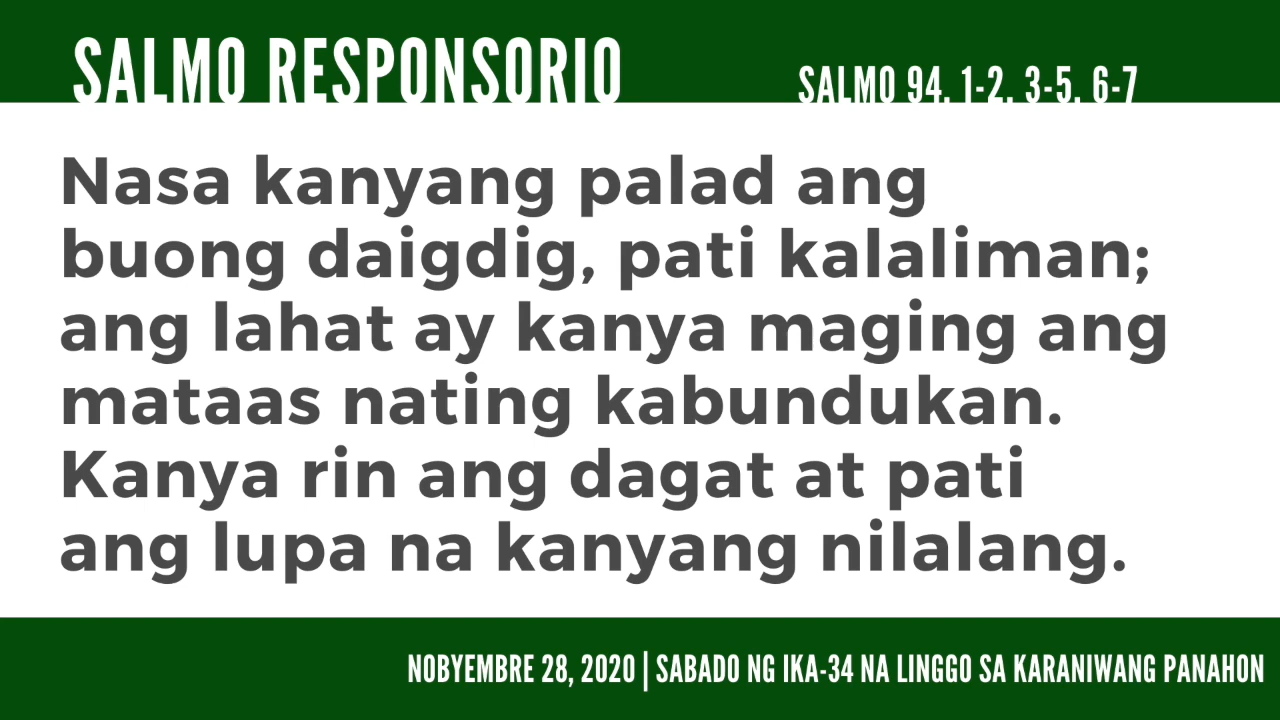 SALMO RESPONSORIO
SALMO 94, 1-2, 3-5, 6-7
Nasa kanyang palad ang
buong daigdig, pati kalaliman;
ang lahat ay kanya maging ang
mataas nating kabundukan.
Kanya rin ang dagat at pati
ang lupa na kanyang nilalang.
NOBYEMBRE 28, 2020 | SABADO NG IKA-34 NA LINGGO SA KARANIWANG PANAHON